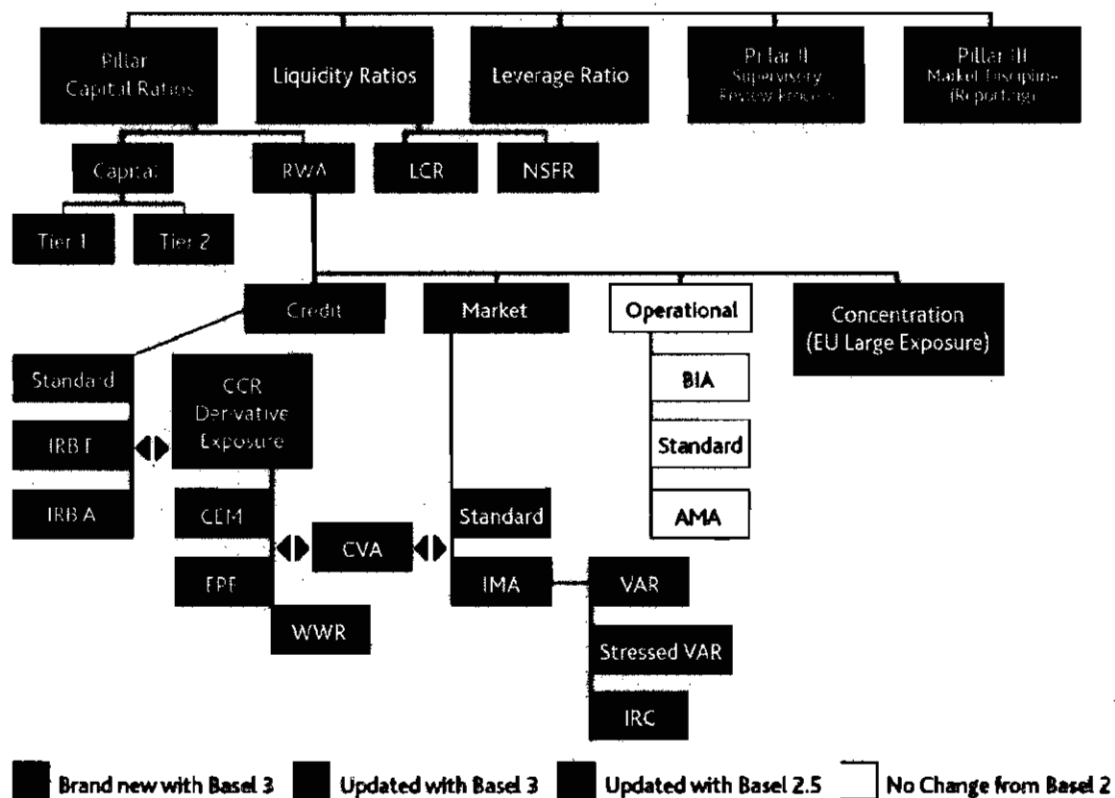 Pillar
Capital Ratios
Liquidity Ratios
Leverage Ratio
Pillar II
Supervisory
Review Process
Pillar III
Market Discipline
(Reporting)
Capital
RWA
LCR
NSFR
Tier 1
Tier 2
Credit
Market
Operational
Concentration
(EU Large Exposure)
Standard
CCR
Derivative
Exposure
BIA
IRB F
Standard
IRB A
CEM
Standard
AMA
CVA
EPE
IMA
VAR
WWR
Stressed VAR
IRC
Brand new with Basel 3
Updated with Basel 3
Updated with Basel 2.5
No Change from Basel 2